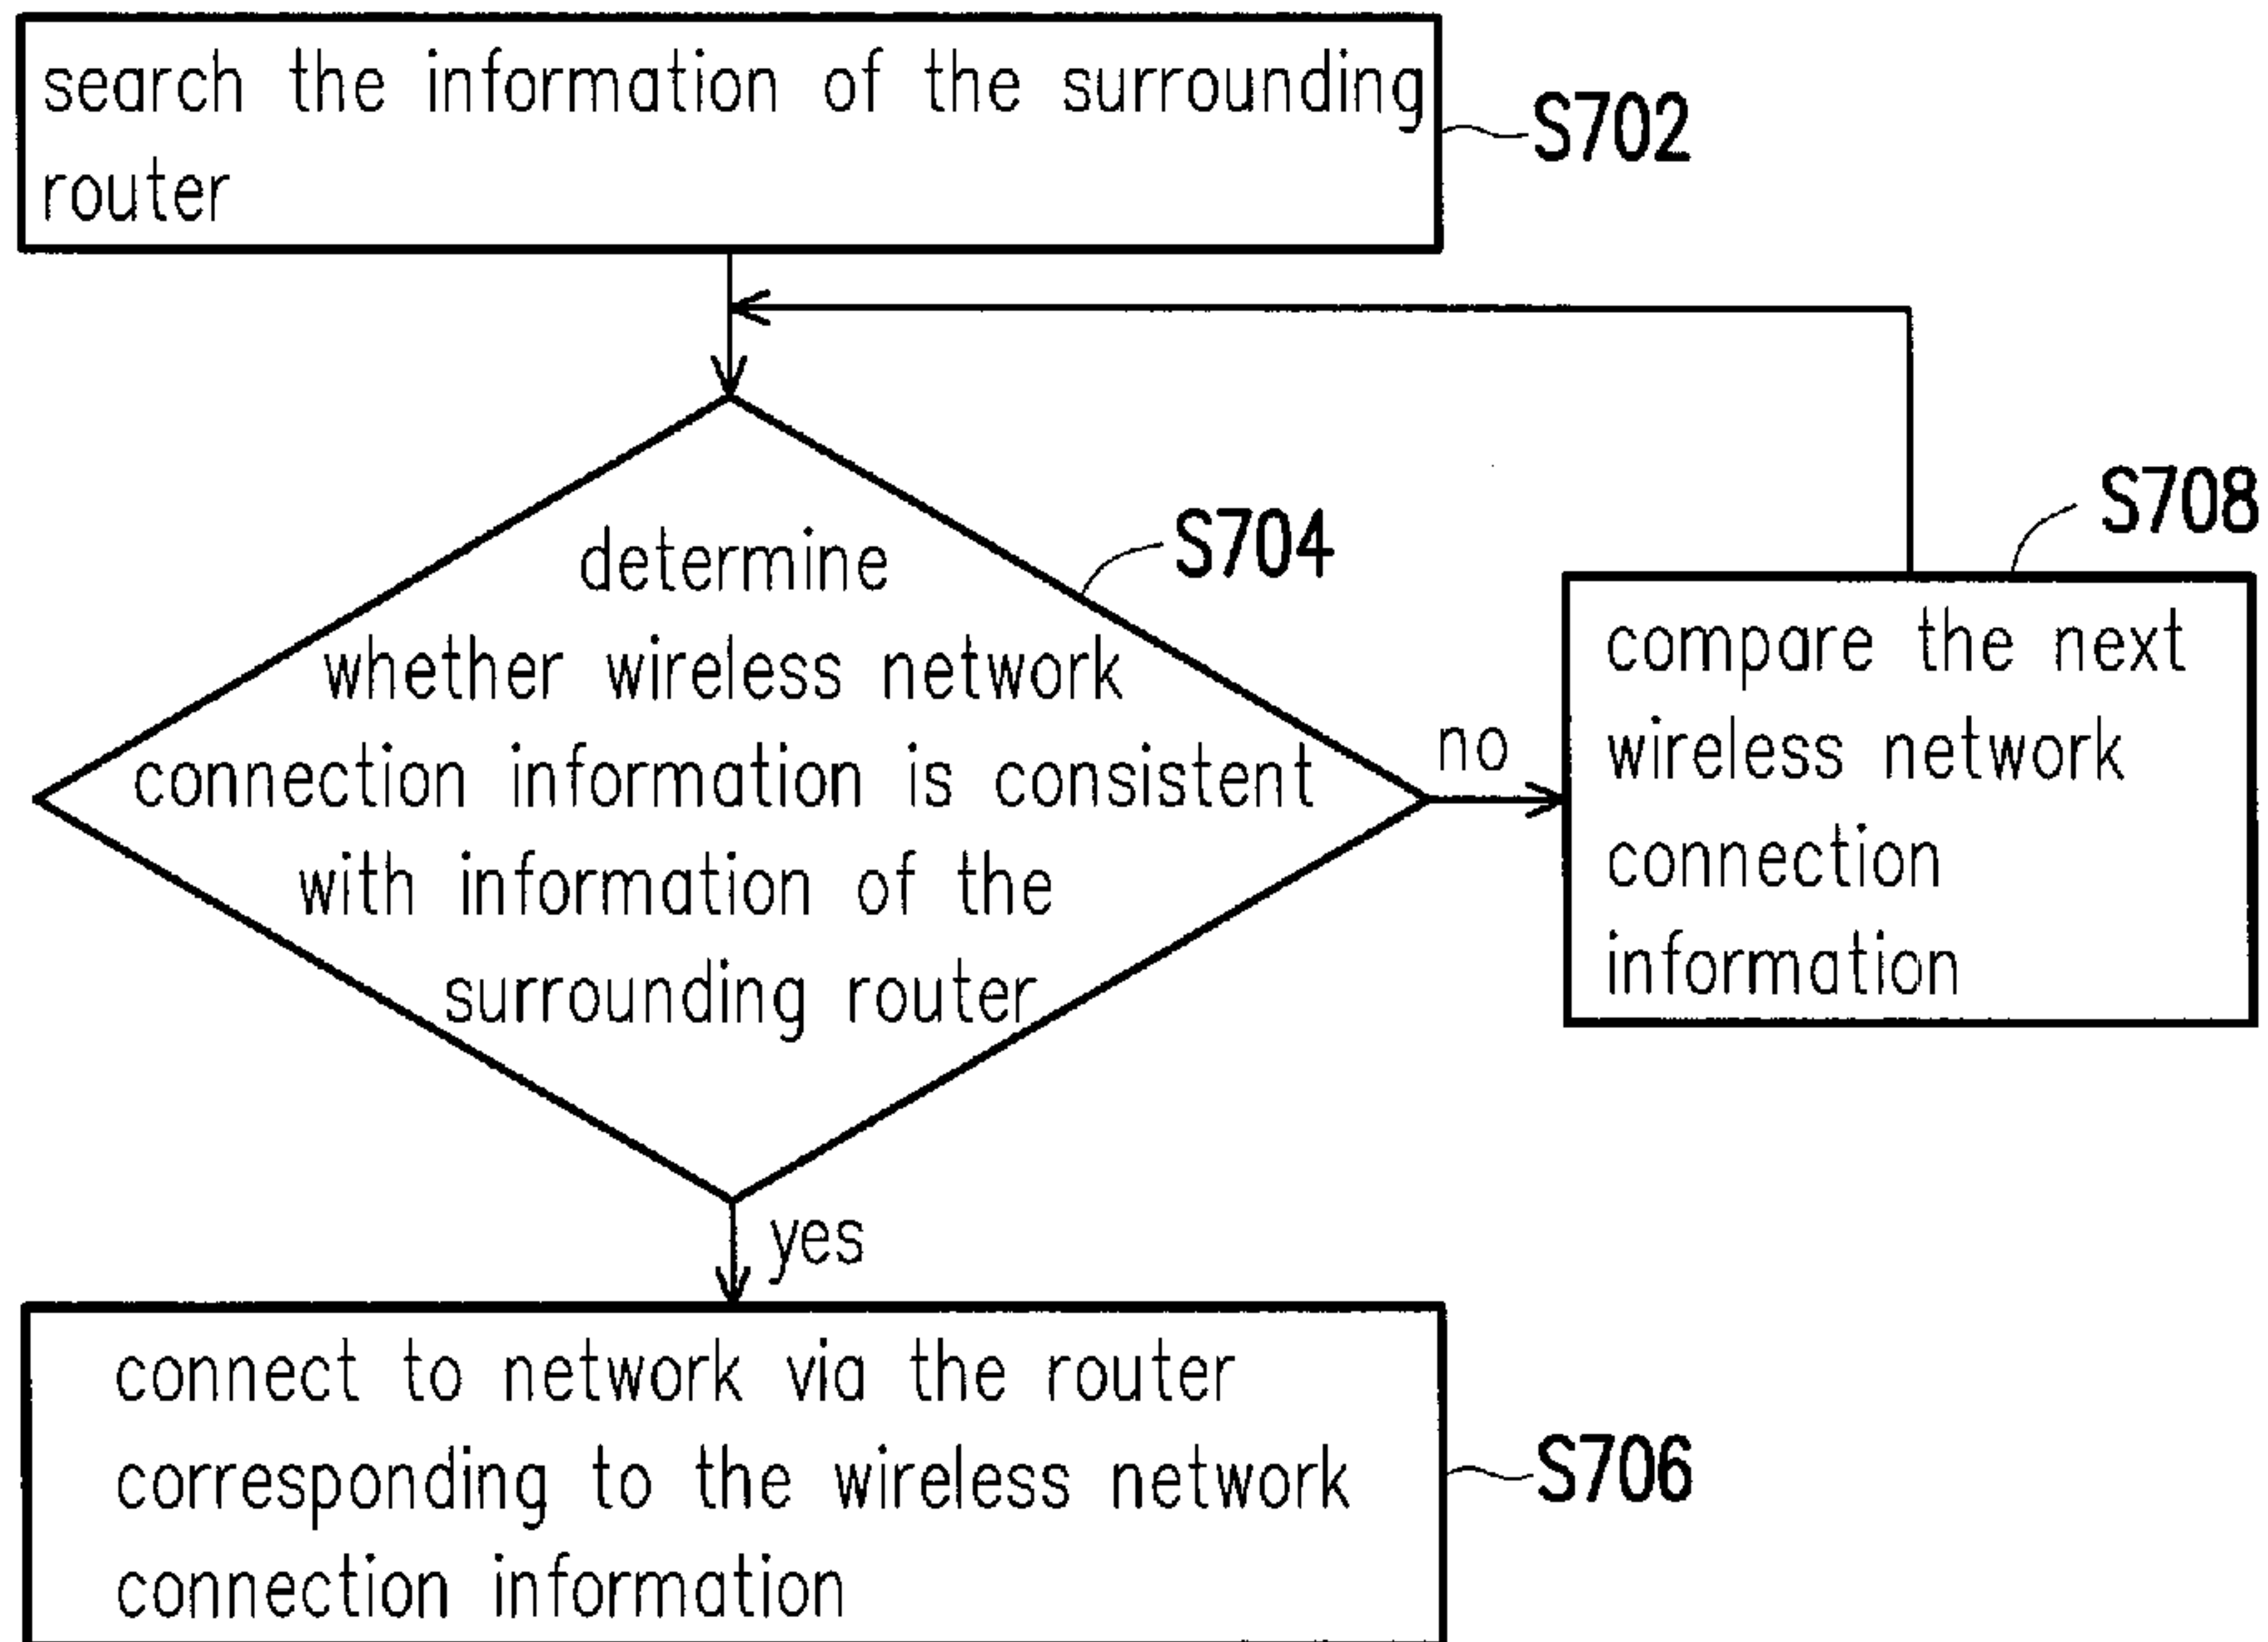 search the information of the surrounding
router
S702
determine
whether wireless network
connection information is consistent
with information of the
surrounding router
S704
no
compare the next
wireless network
connection
information
S708
yes
connect to network via the router
corresponding to the wireless network
connection information
S706